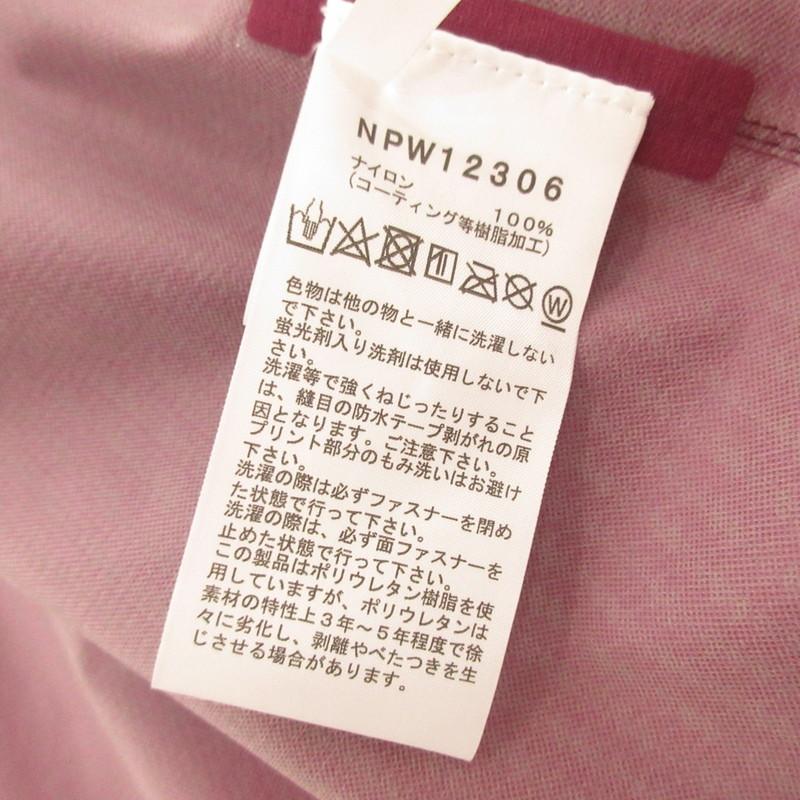 NPW12306
ナイロン 100%
(コーティング等樹脂加工)
W
色物は他の物と一緒に洗濯しない
で下さい。
蛍光剤入り洗剤は使用しないで下
さい。
洗濯等で強くねじったりすること
は、縫目の防水テープ剥がれの原
因となります。ご注意下さい。
プリント部分のもみ洗いはお避け
下さい。
洗濯の際は必ずファスナーを閉め
た状態で行って下さい。
洗濯の際は、必ず面ファスナーを
止めた状態で行って下さい。
この製品はポリウレタン樹脂を使
用していますが、ポリウレタンは
素材の特性上3年～5年程度で徐
々に劣化し、剥離やべたつきを生
じさせる場合があります。